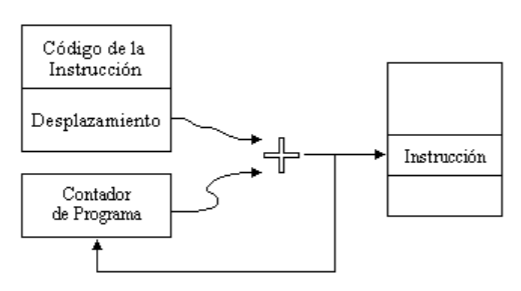 Código de la
Instrucción
Desplazamiento
Contador
de Programa
Instrucción